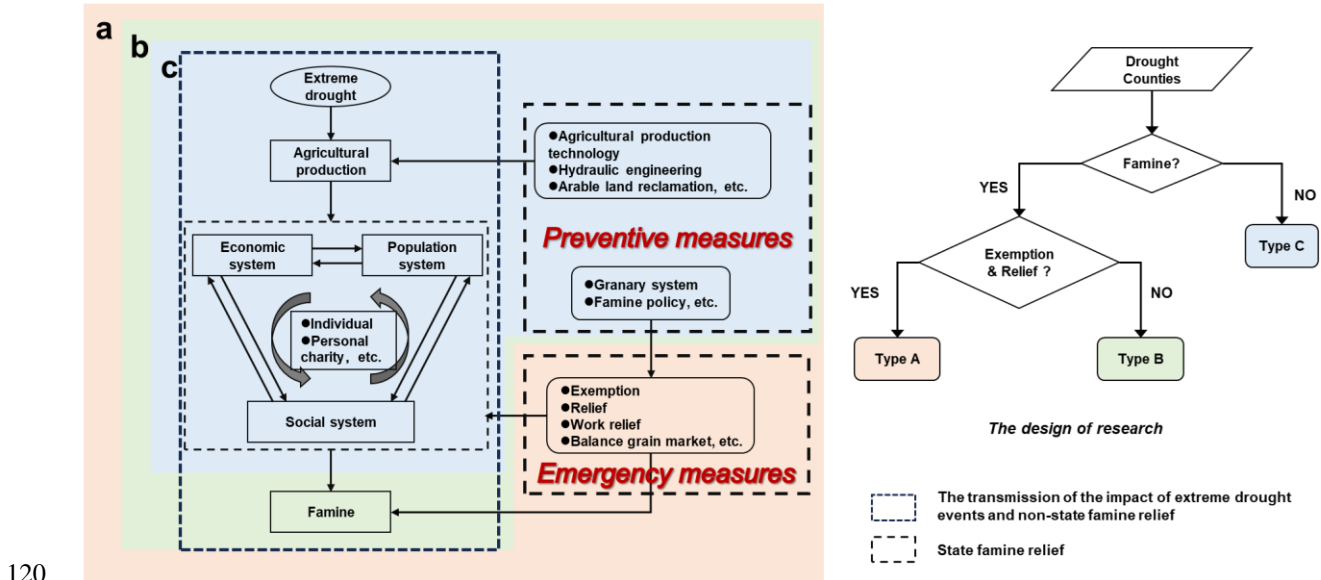 a
b
c
Extreme
drought
Agricultural
production
Economic
system
Population
system
●Individual
●Personal
charity, etc.
Social system
Famine
●Agricultural production
technology
●Hydraulic engineering
●Arable land reclamation, etc.
Preventive measures
●Granary system
●Famine policy, etc.
●Exemption
●Relief
●Work relief
●Balance grain market, etc.
Emergency measures
Drought
Counties
Famine?
YES
NO
Exemption
& Relief ?
Type C
YES
NO
Type A
Type B
The design of research
The transmission of the impact of extreme drought
events and non-state famine relief
State famine relief
120